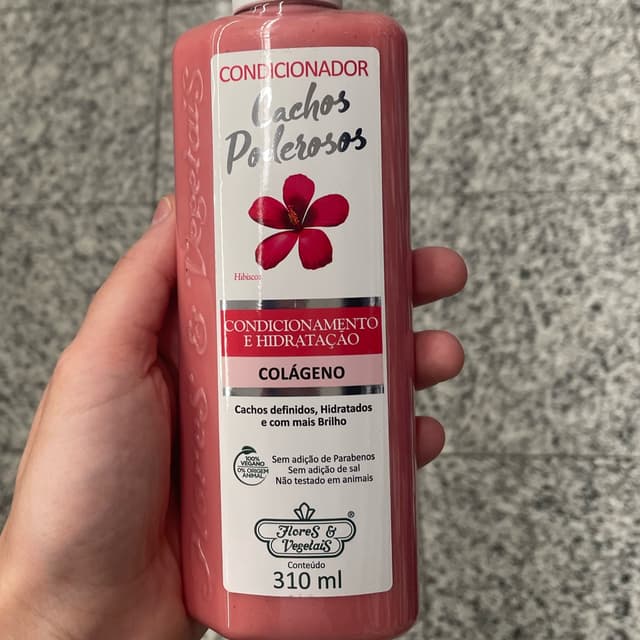 CONDICIONADOR
Cachos
Poderosos
Hibisco
CONDICIONAMENTO
E HIDRATAÇÃO
COLÁGENO
Cachos definidos, Hidratados
e com mais Brilho
100%
VEGANO
0% ORIGEM
ANIMAL
Sem adição de Parabenos
Sem adição de sal
Não testado em animais
Flores &
Vegetais
®
Conteúdo
310 ml